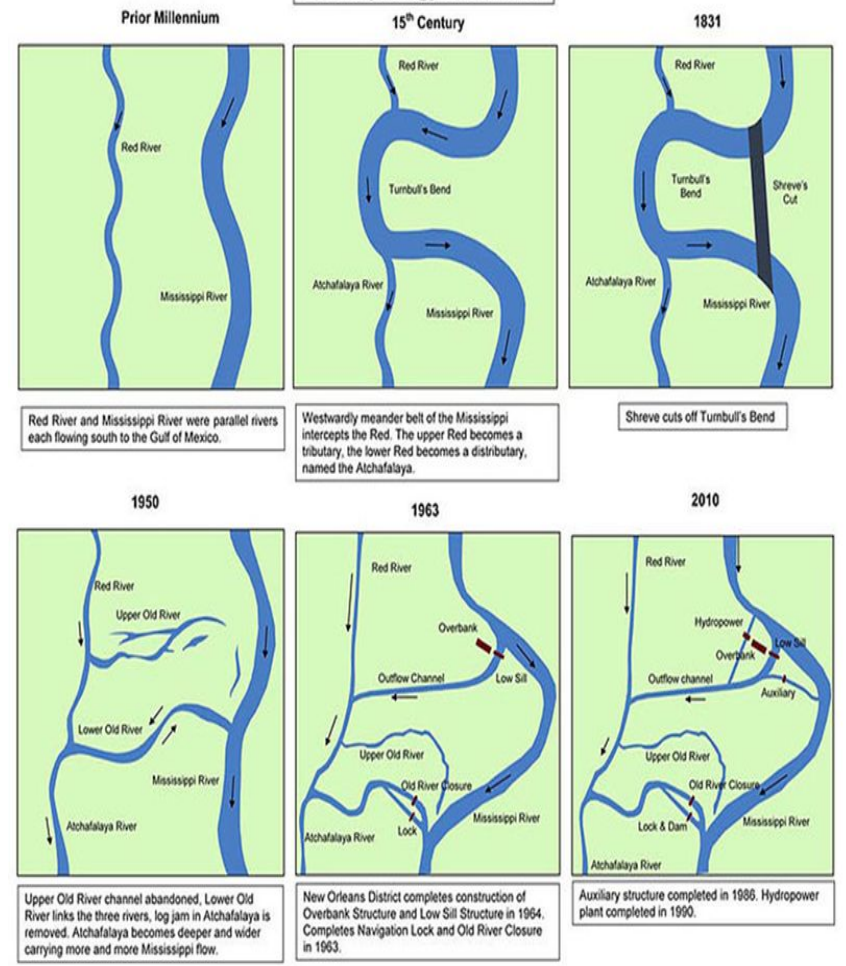 Prior Millennium
15th Century
1831
Red River
Mississippi River
Red River
Turnbull's Bend
Atchafalaya River
Mississippi River
Red River
Turnbull's
Bend
Shreve's
Cut
Atchafalaya River
Mississippi River
Red River and Mississippi River were parallel rivers
each flowing south to the Gulf of Mexico.
Westwardly meander belt of the Mississippi
intercepts the Red. The upper Red becomes a
tributary, the lower Red becomes a distributary,
named the Atchafalaya.
Shreve cuts off Turnbull's Bend
1950
1963
2010
Red River
Upper Old River
Lower Old River
Mississippi River
Atchafalaya River
Red River
Overbank
Outflow Channel
Low Sill
Upper Old River
Old River Closure
Mississippi River
Atchafalaya River
Lock
Red River
Hydropower
Low Sill
Overbank
Outflow channel
Auxiliary
Upper Old River
Old River Closure
Lock & Dam
Mississippi River
Atchafalaya River
Upper Old River channel abandoned, Lower Old
River links the three rivers, log jam in Atchafalaya is
removed. Atchafalaya becomes deeper and wider
carrying more and more Mississippi flow.
New Orleans District completes construction of
Overbank Structure and Low Sill Structure in 1964.
Completes Navigation Lock and Old River Closure
in 1963.
Auxiliary structure completed in 1986. Hydropower
plant completed in 1990.